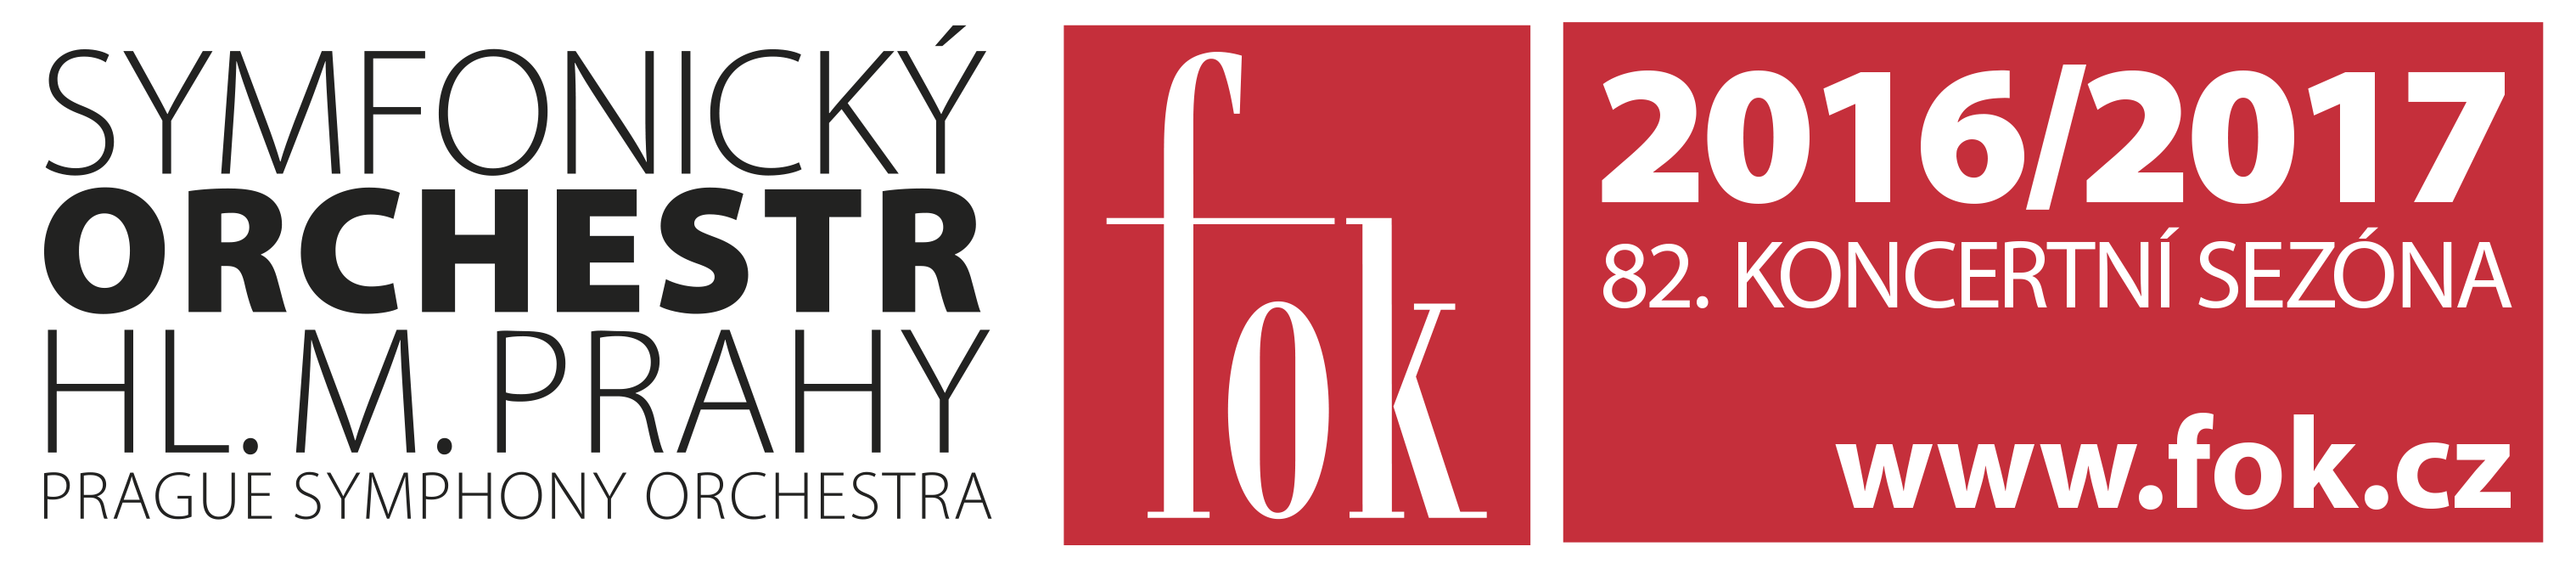 SYMFONICKÝ
ORCHESTR
HL. M. PRAHY
PRAGUE SYMPHONY ORCHESTRA
fok
2016/2017
82. KONCERTNÍ SEZÓNA
www.fok.cz